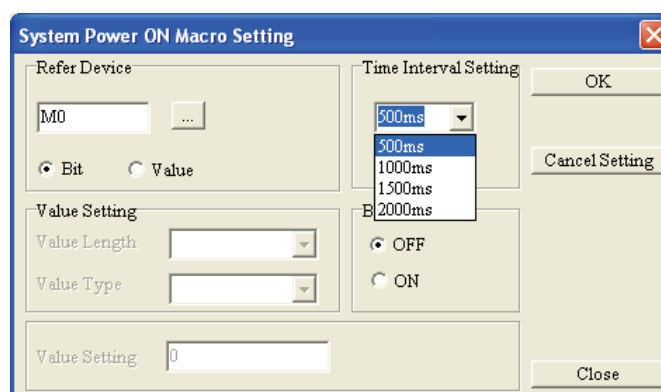 System Power ON Macro Setting
Refer Device
M0
...
Bit
Value
Time Interval Setting
500ms
500ms
1000ms
1500ms
2000ms
OK
Cancel Setting
Value Setting
Value Length
Value Type
B
OFF
ON
Value Setting
0
Close